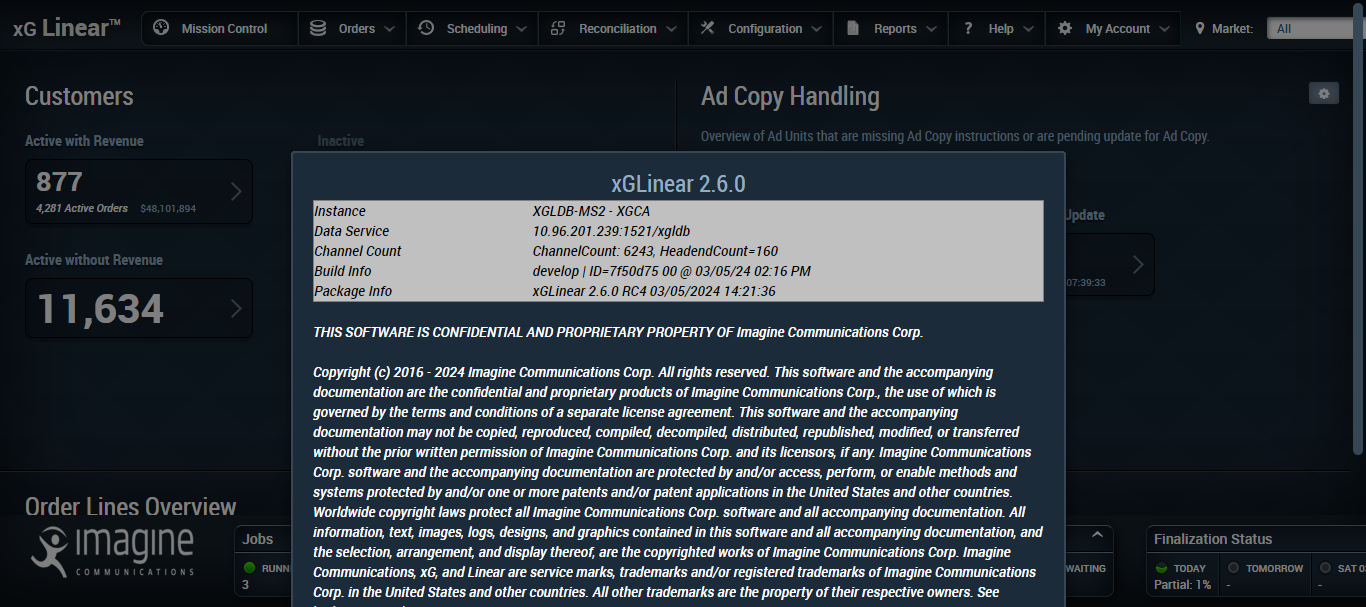 xG Linear™
Mission Control
Orders
Scheduling
Reconciliation
Configuration
Reports
? Help
My Account
Market:
All
Customers
Active with Revenue
Inactive
877
4,281 Active Orders $48,101,894
Active without Revenue
11,634
Ad Copy Handling
Overview of Ad Units that are missing Ad Copy instructions or are pending update for Ad Copy.
Update
07:39:33
xGLinear 2.6.0
Instance XGLDB-MS2 - XGCA
Data Service 10.96.201.239:1521/xgldb
Channel Count ChannelCount: 6243, HeadendCount=160
Build Info develop | ID=7f50d75 00 @ 03/05/24 02:16 PM
Package Info xGLinear 2.6.0 RC4 03/05/2024 14:21:36
THIS SOFTWARE IS CONFIDENTIAL AND PROPRIETARY PROPERTY OF Imagine Communications Corp.
Copyright (c) 2016 - 2024 Imagine Communications Corp. All rights reserved. This software and the accompanying
documentation are the confidential and proprietary products of Imagine Communications Corp., the use of which is
governed by the terms and conditions of a separate license agreement. This software and the accompanying
documentation may not be copied, reproduced, compiled, decompiled, distributed, republished, modified, or transferred
without the prior written permission of Imagine Communications Corp. and its licensors, if any. Imagine Communications
Corp. software and the accompanying documentation are protected by and/or access, perform, or enable methods and
systems protected by and/or one or more patents and/or patent applications in the United States and other countries.
Worldwide copyright laws protect all Imagine Communications Corp. software and all accompanying documentation. All
information, text, images, logs, designs, and graphics contained in this software and all accompanying documentation, and
the selection, arrangement, and display thereof, are the copyrighted works of Imagine Communications Corp. Imagine
Communications, xG, and Linear are service marks, trademarks and/or registered trademarks of Imagine Communications
Corp. in the United States and other countries. All other trademarks are the property of their respective owners. See
Order Lines Overview
imagine
COMMUNICATIONS
Jobs
RUNNI
3
WAITING
Finalization Status
TODAY
Partial: 1%
TOMORROW
-
SAT 03
-